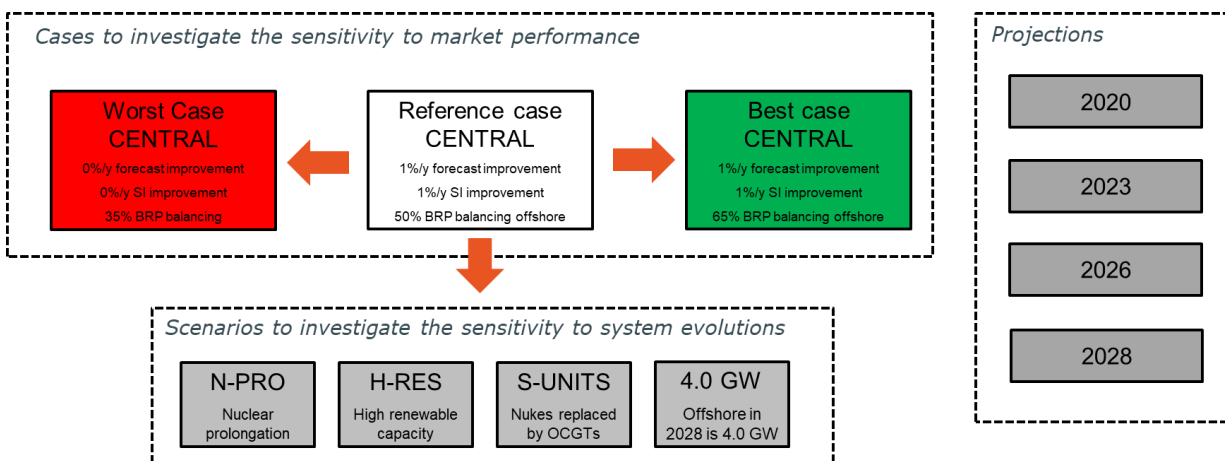 Cases to investigate the sensitivity to market performance
Worst Case
CENTRAL
0%/y forecast improvement
0%/y SI improvement
35% BRP balancing
Reference case
CENTRAL
1%/y forecast improvement
1%/y SI improvement
50% BRP balancing offshore
Best case
CENTRAL
1%/y forecast improvement
1%/y SI improvement
65% BRP balancing offshore
Scenarios to investigate the sensitivity to system evolutions
N-PRO
Nuclear
prolongation
H-RES
High renewable
capacity
S-UNITS
Nukes replaced
by OCGTs
4.0 GW
Offshore in
2028 is 4.0 GW
Projections
2020
2023
2026
2028